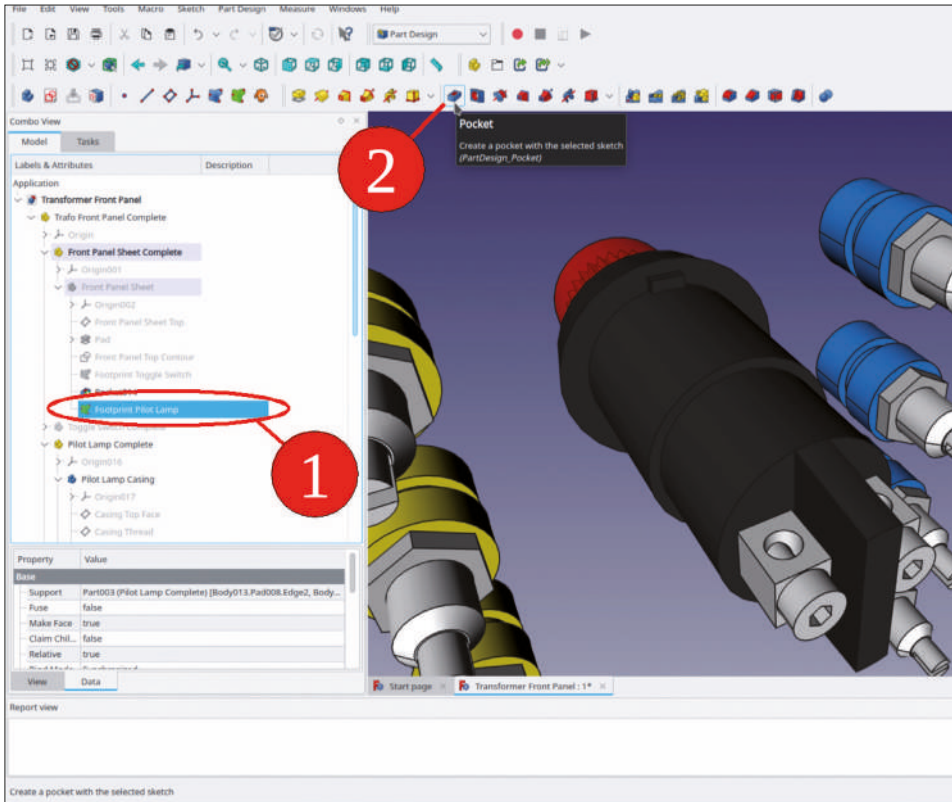 File Edit View Tools Macro Sketch Part Design Measure Windows Help
Part Design
Combo View
Model Tasks
Labels & Attributes Description
Application
Transformer Front Panel
Trafo Front Panel Complete
Origin
Front Panel Sheet Complete
Origin001
Front Panel Sheet
Origin002
Front Panel Sheet Top
Pad
Front Panel Top Contour
Footprint Toggle Switch
Footprint Pilot Lamp
Toggle Switch Complete
Pilot Lamp Complete
Origin016
Pilot Lamp Casing
Origin017
Casing Top Face
Casing Thread
Pocket
Create a pocket with the selected sketch
(PartDesign_Pocket)
2
1
Property Value
Base
Support Part003 (Pilot Lamp Complete) [Body013.Pad008.Edge2, Body...
Fuse false
Make Face true
Claim Chil... false
Relative true
View Data
Start page
Transformer Front Panel : 1*
Report view
Create a pocket with the selected sketch